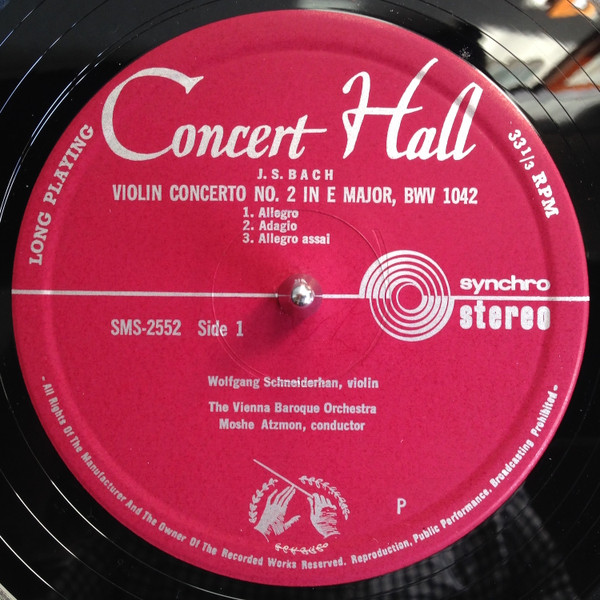 Concert Hall
LONG PLAYING
33 1/3 RPM
J.S. BACH
VIOLIN CONCERTO NO. 2 IN E MAJOR, BWV 1042
1. Allegro
2. Adagio
3. Allegro assai
synchro
stereo
SMS-2552 Side 1
Wolfgang Schneiderhan, violin
The Vienna Baroque Orchestra
Moshe Atzmon, conductor
P
- All Rights Of The Manufacturer And The Owner Of The Recorded Works Reserved. Reproduction, Public Performance, Broadcasting Prohibited -